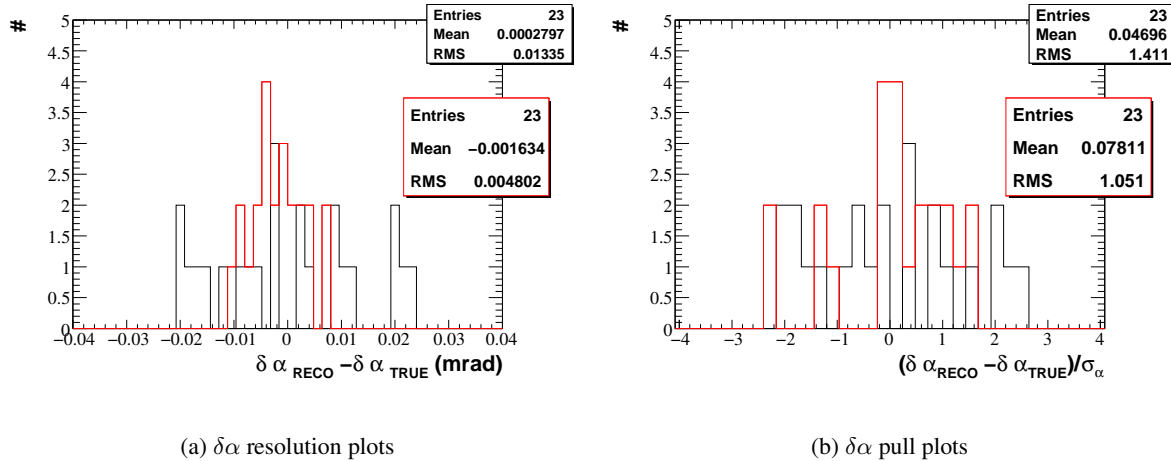 #
5
4.5
4
3.5
3
2.5
2
1.5
1
0.5
0
−0.04 −0.03 −0.02 −0.01 0 0.01 0.02 0.03 0.04
δ α RECO −δ α TRUE (mrad)
Entries 23
Mean 0.0002797
RMS 0.01335
Entries 23
Mean −0.001634
RMS 0.004802
(a) δα resolution plots
#
5
4.5
4
3.5
3
2.5
2
1.5
1
0.5
0
−4 −3 −2 −1 0 1 2 3 4
(δ αRECO −δ αTRUE)/σα
Entries 23
Mean 0.04696
RMS 1.411
Entries 23
Mean 0.07811
RMS 1.051
(b) δα pull plots